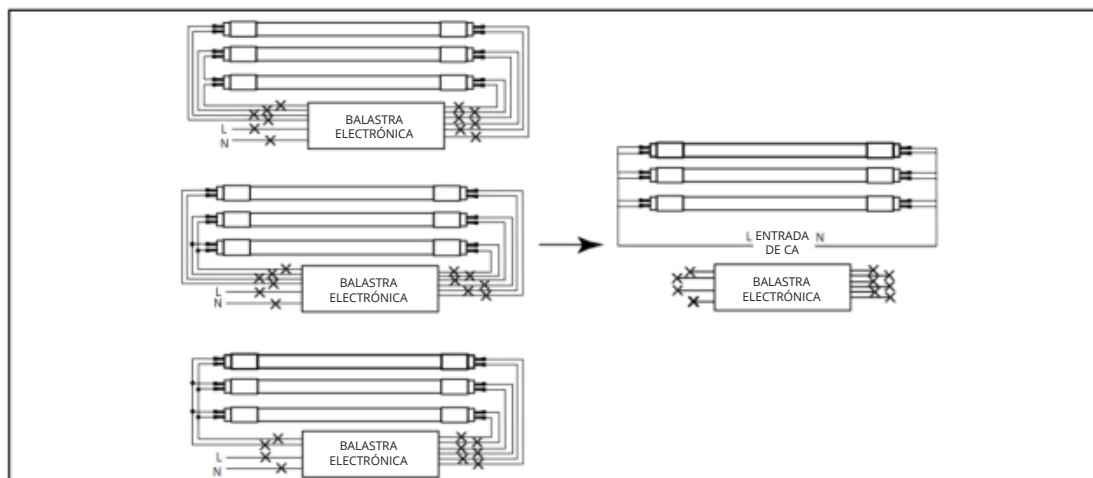 BALASTRA
ELECTRÓNICA
L
N
BALASTRA
ELECTRÓNICA
L
N
BALASTRA
ELECTRÓNICA
L
N
L ENTRADA N
DE CA
BALASTRA
ELECTRÓNICA